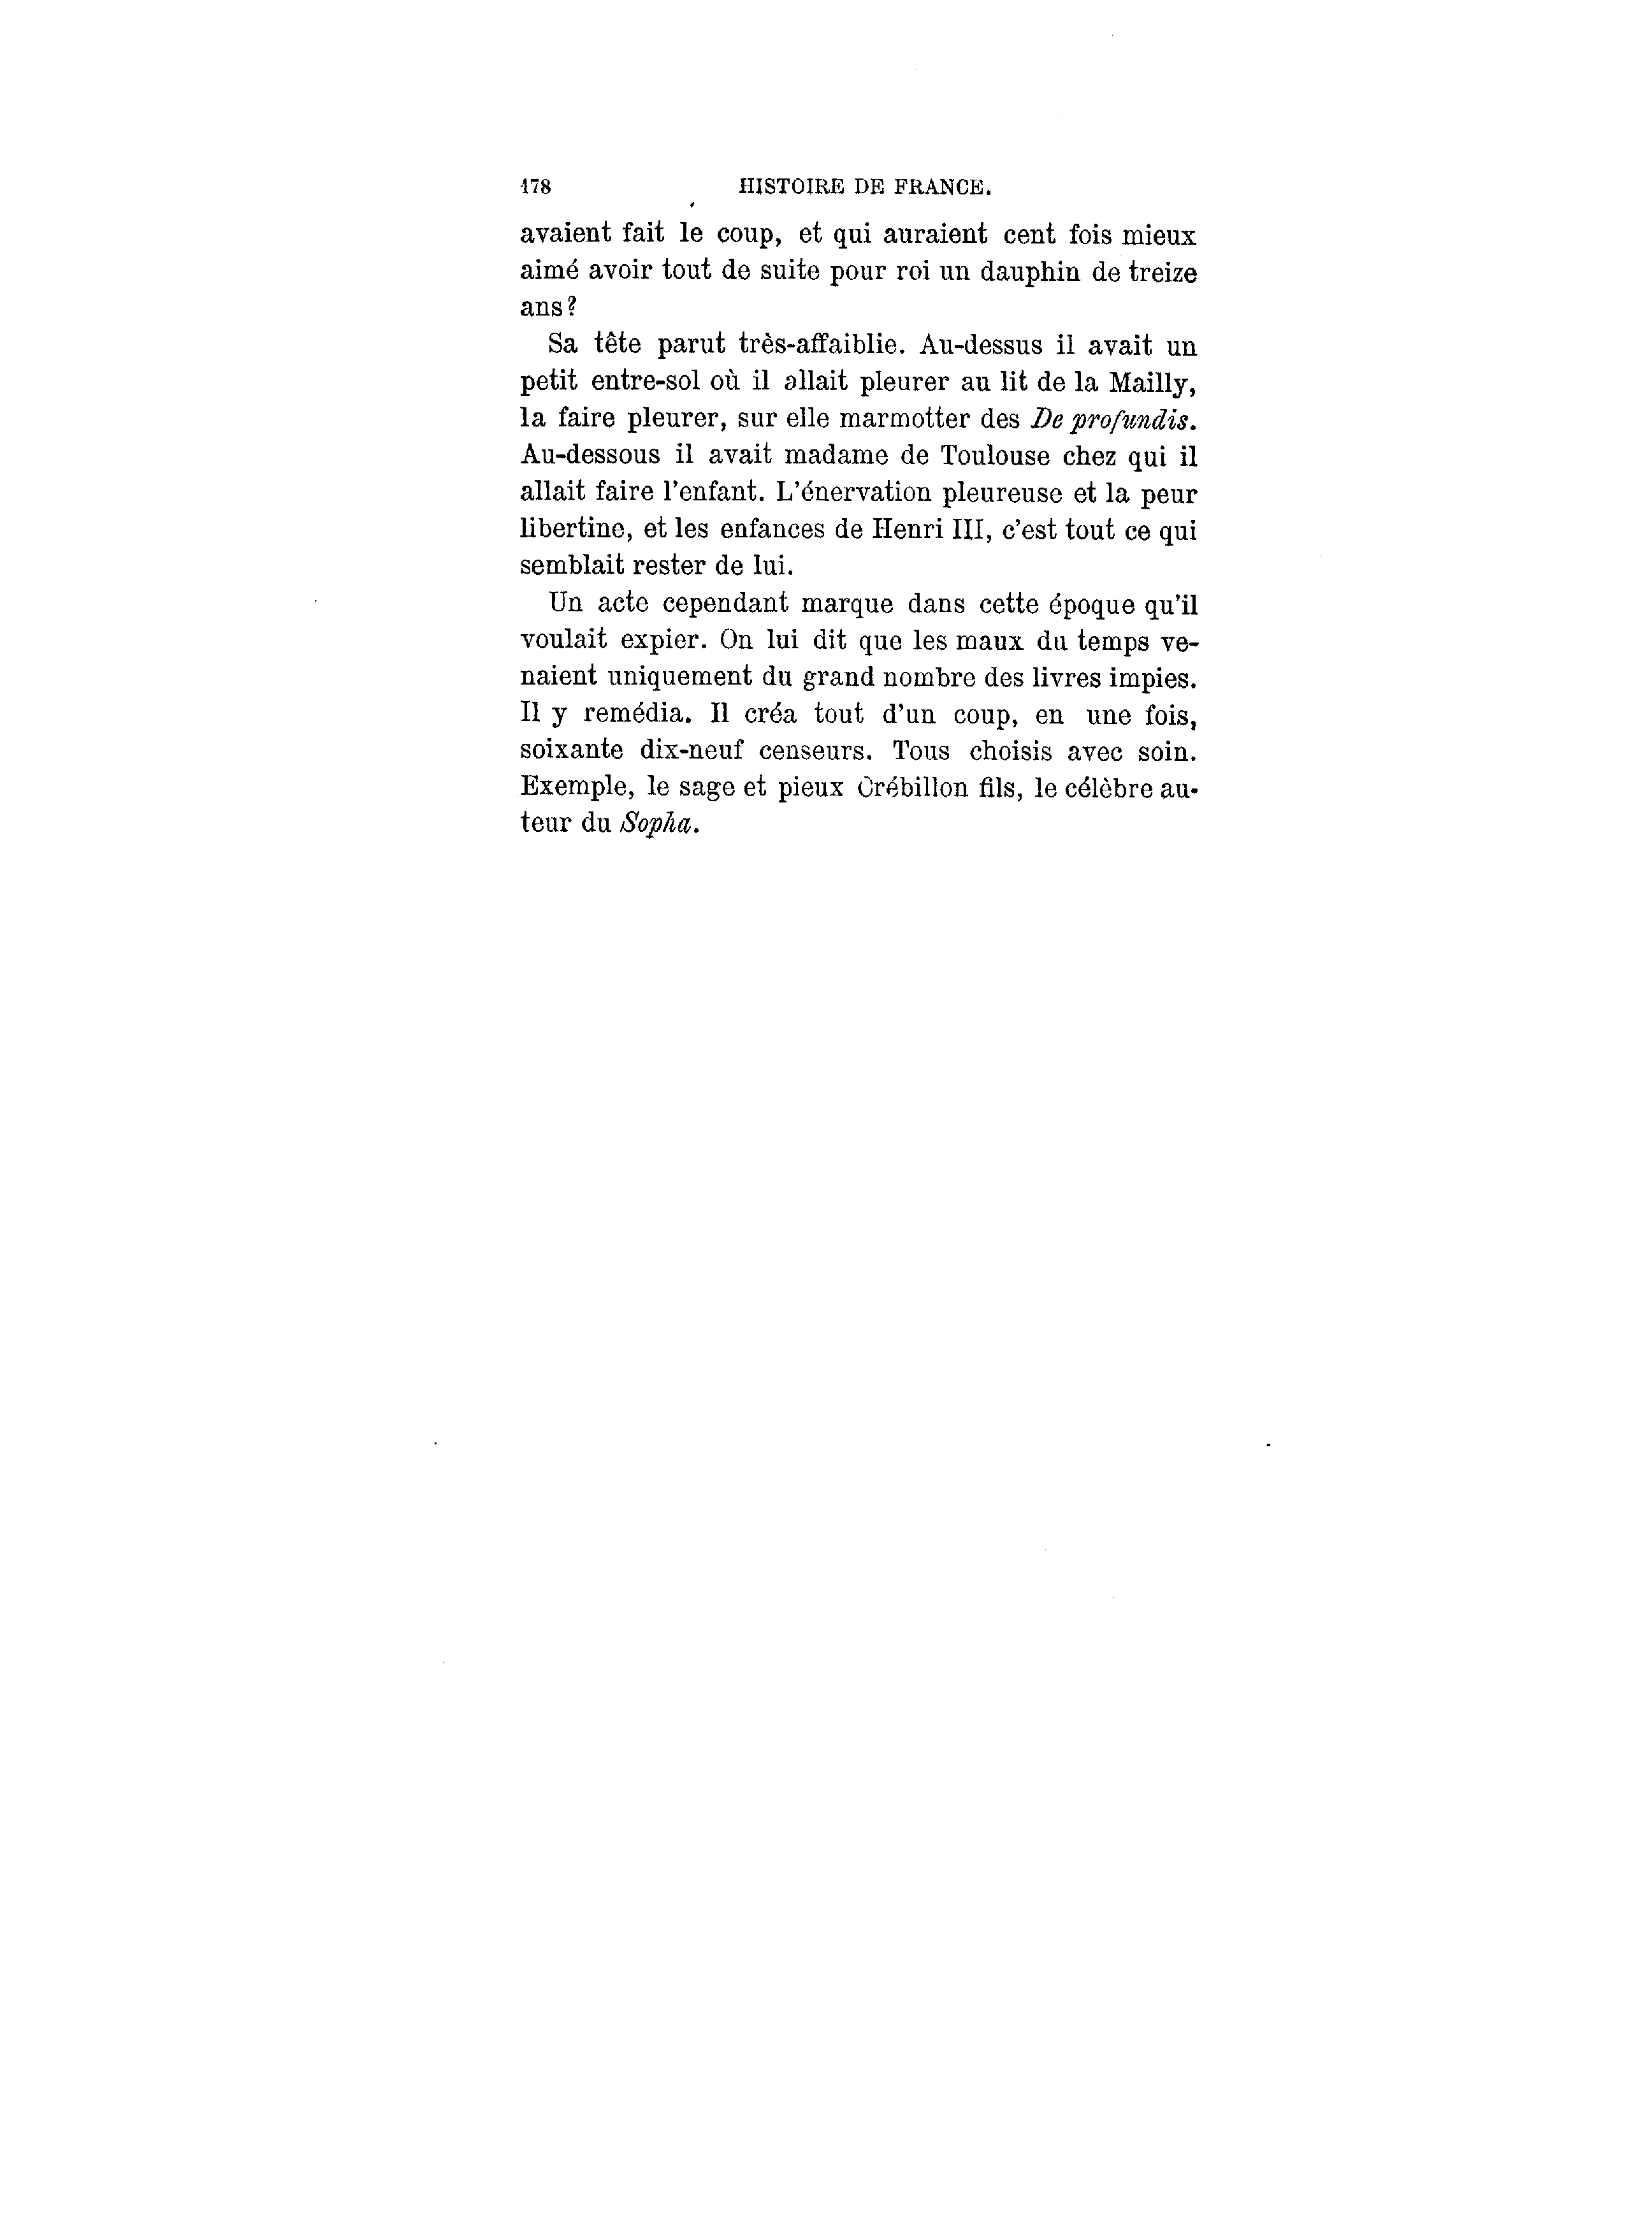 178 HISTOIRE DE FRANCE.
avaient fait le coup, et qui auraient cent fois mieux
aimé avoir tout de suite pour roi un dauphin de treize
ans?
Sa tête parut très-affaiblie. Au-dessus il avait un
petit entre-sol où il allait pleurer au lit de la Mailly,
la faire pleurer, sur elle marmotter des De profundis.
Au-dessous il avait madame de Toulouse chez qui il
allait faire l'enfant. L'énervation pleureuse et la peur
libertine, et les enfances de Henri III, c'est tout ce qui
semblait rester de lui.
Un acte cependant marque dans cette époque qu'il
voulait expier. On lui dit que les maux du temps ve-
naient uniquement du grand nombre des livres impies.
Il y remédia. Il créa tout d'un coup, en une fois,
soixante dix-neuf censeurs. Tous choisis avec soin.
Exemple, le sage et pieux Crébillon fils, le célèbre au-
teur du Sopha.